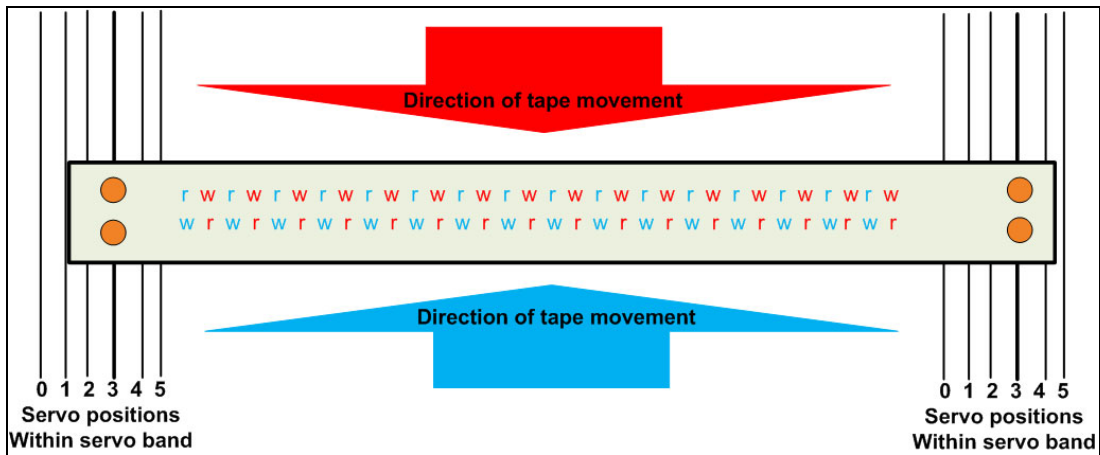 Direction of tape movement
r w r w r w r w r w r w r w r w r w r w r w r w r w r w r w r w
w r w r w r w r w r w r w r w r w r w r w r w r w r w r w r w r
Direction of tape movement
0 1 2 3 4 5
Servo positions
Within servo band
0 1 2 3 4 5
Servo positions
Within servo band